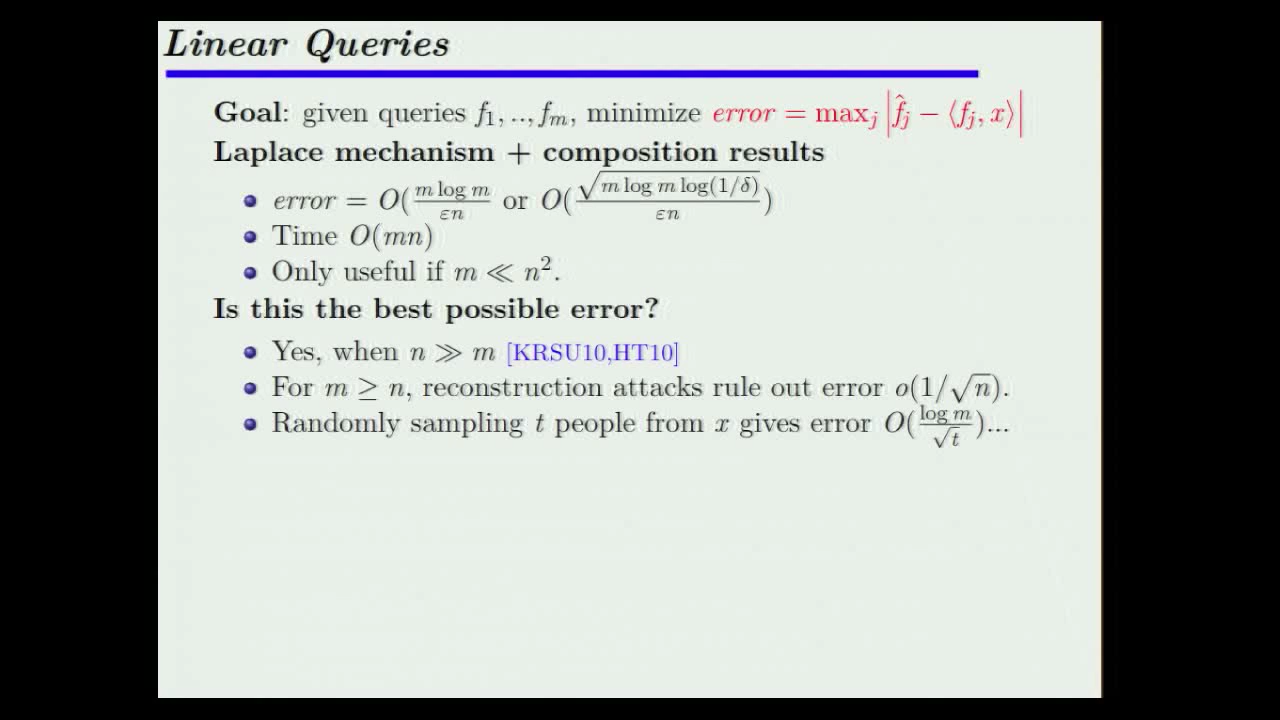 Linear Queries
Goal: given queries f₁, .., fₘ, minimize error = maxⱼ |f̂ⱼ − ⟨fⱼ, x⟩|
Laplace mechanism + composition results
• error = O(m log m / εn or O(√(m log m log(1/δ)) / εn)
• Time O(mn)
• Only useful if m ≪ n².
Is this the best possible error?
• Yes, when n ≫ m [KRSU10,HT10]
• For m ≥ n, reconstruction attacks rule out error o(1/√n).
• Randomly sampling t people from x gives error O(log m / √t)...